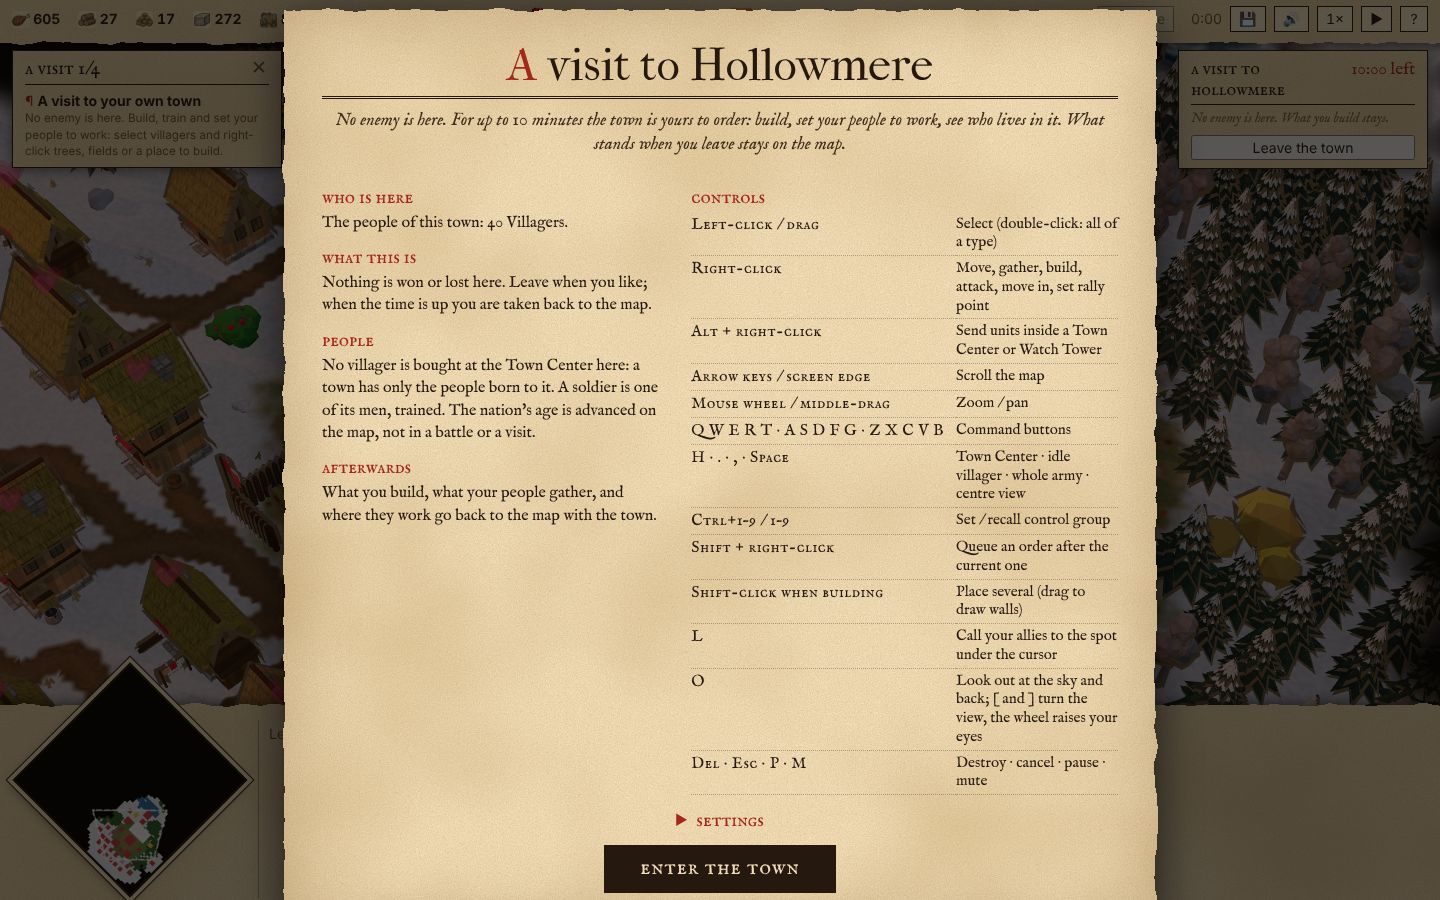 605 27 17 272
0:00 1× ?
A VISIT 1/4
¶ A visit to your own town
No enemy is here. Build, train and set your
people to work: select villagers and right-
click trees, fields or a place to build.
A visit to Hollowmere
No enemy is here. For up to 10 minutes the town is yours to order: build, set your people to work, see who lives in it. What
stands when you leave stays on the map.
WHO IS HERE
The people of this town: 40 Villagers.
WHAT THIS IS
Nothing is won or lost here. Leave when you like;
when the time is up you are taken back to the map.
PEOPLE
No villager is bought at the Town Center here: a
town has only the people born to it. A soldier is one
of its men, trained. The nation's age is advanced on
the map, not in a battle or a visit.
AFTERWARDS
What you build, what your people gather, and
where they work go back to the map with the town.
CONTROLS
Left-click / drag Select (double-click: all of
a type)
Right-click Move, gather, build,
attack, move in, set rally
point
Alt + right-click Send units inside a Town
Center or Watch Tower
Arrow keys / screen edge Scroll the map
Mouse wheel / middle-drag Zoom / pan
Q W E R T · A S D F G · Z X C V B Command buttons
H · . · , · Space Town Center · idle
villager · whole army ·
centre view
Ctrl+1-9 / 1-9 Set / recall control group
Shift + right-click Queue an order after the
current one
Shift-click when building Place several (drag to
draw walls)
L Call your allies to the spot
under the cursor
O Look out at the sky and
back; [ and ] turn the
view, the wheel raises your
eyes
Del · Esc · P · M Destroy · cancel · pause ·
mute
SETTINGS
ENTER THE TOWN
A VISIT TO 10:00 left
HOLLOWMERE
No enemy is here. What you build stays.
Leave the town